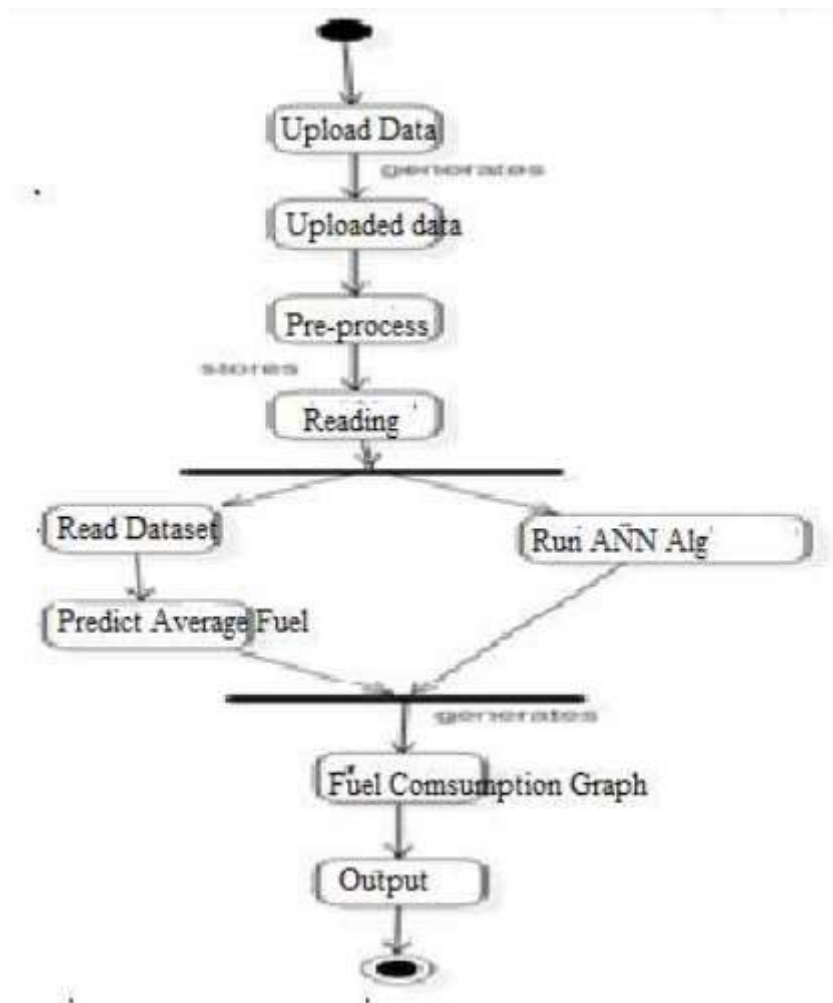 Upload Data
generates
Uploaded data
Pre-process
stores
Reading
Read Dataset
Run ANN Alg
Predict Average Fuel
generates
Fuel Comsumption Graph
Output